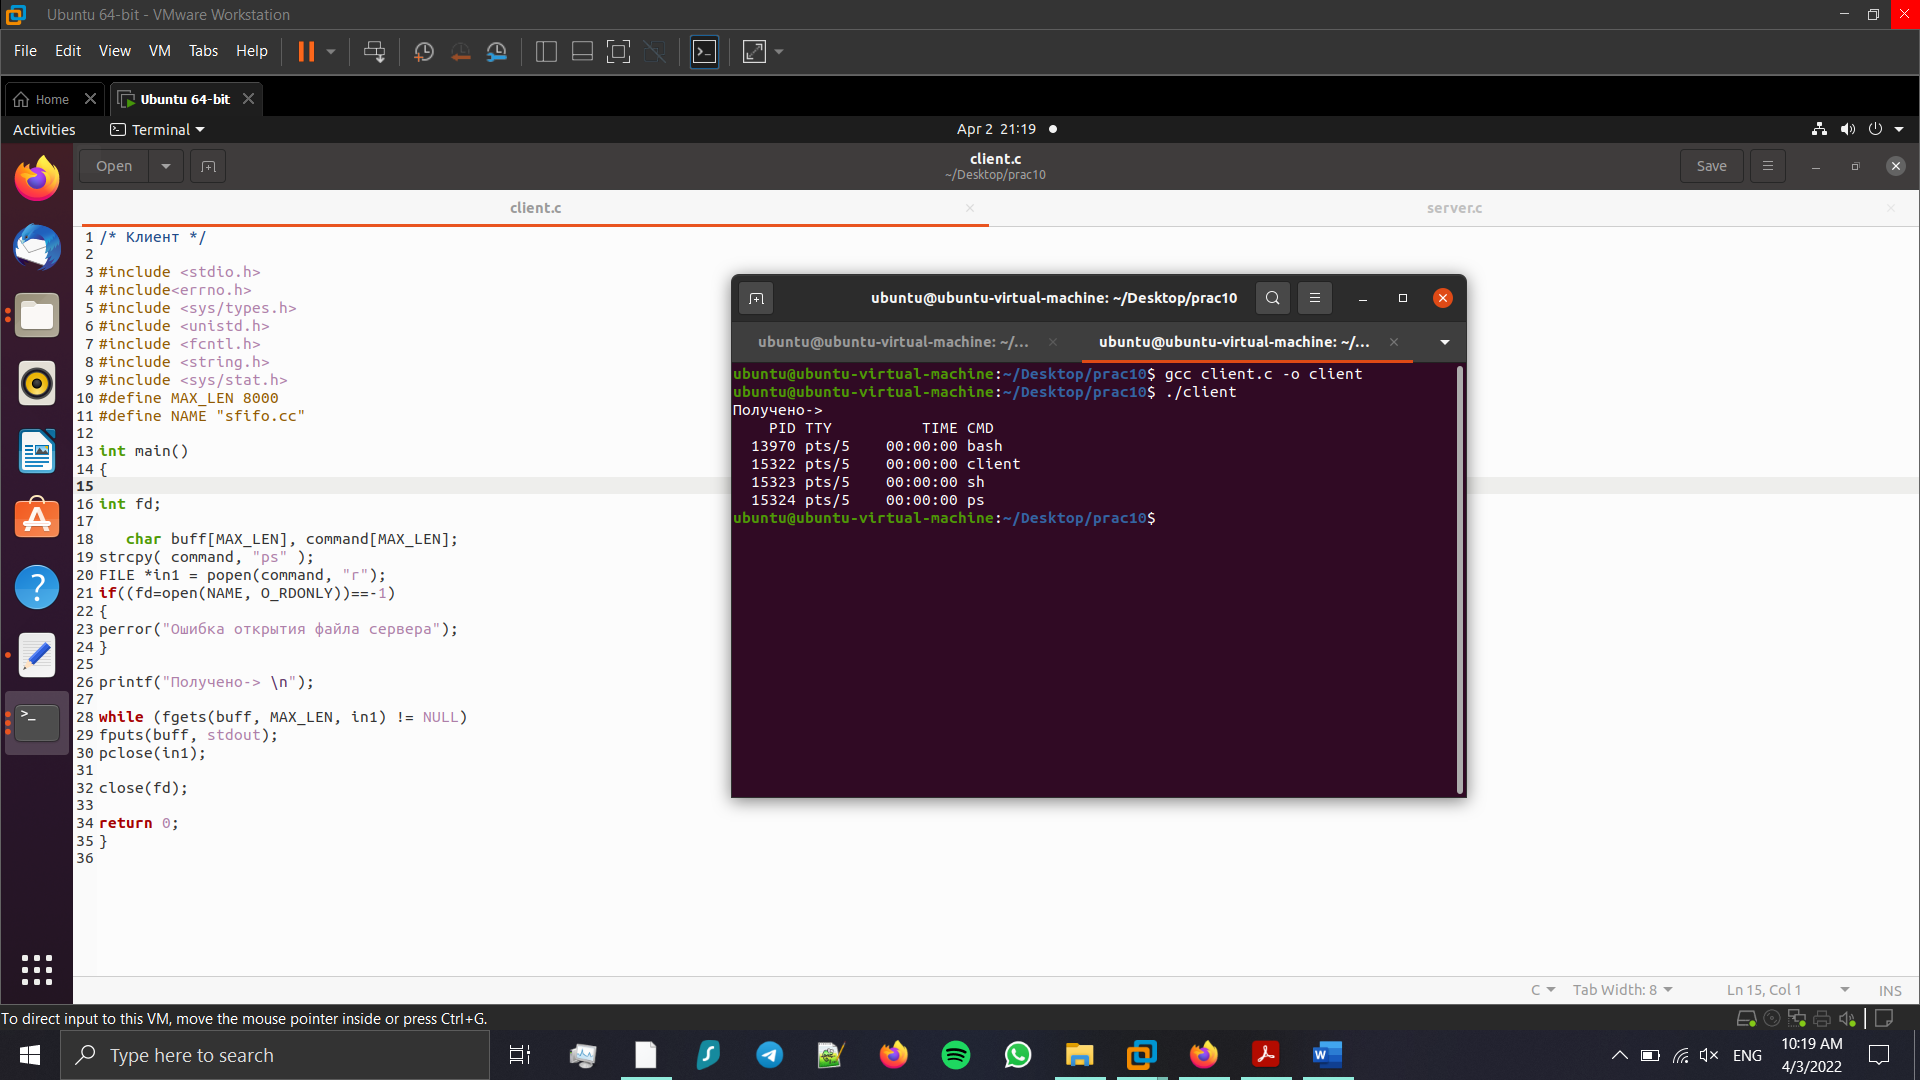 Ubuntu 64-bit - VMware Workstation
File Edit View VM Tabs Help
Home
Ubuntu 64-bit
Activities
Terminal
Apr 2 21:19
Open
client.c
~/Desktop/prac10
Save
client.c
server.c
1 /* Клиент */
2
3 #include <stdio.h>
4 #include<errno.h>
5 #include <sys/types.h>
6 #include <unistd.h>
7 #include <fcntl.h>
8 #include <string.h>
9 #include <sys/stat.h>
10 #define MAX_LEN 8000
11 #define NAME "sfifo.cc"
12
13 int main()
14 {
15
16 int fd;
17
18 char buff[MAX_LEN], command[MAX_LEN];
19 strcpy( command, "ps" );
20 FILE *in1 = popen(command, "r");
21 if((fd=open(NAME, O_RDONLY))==-1)
22 {
23 perror("Ошибка открытия файла сервера");
24 }
25
26 printf("Получено-> \n");
27
28 while (fgets(buff, MAX_LEN, in1) != NULL)
29 fputs(buff, stdout);
30 pclose(in1);
31
32 close(fd);
33
34 return 0;
35 }
36
ubuntu@ubuntu-virtual-machine: ~/Desktop/prac10
ubuntu@ubuntu-virtual-machine: ~/...
ubuntu@ubuntu-virtual-machine: ~/...
ubuntu@ubuntu-virtual-machine:~/Desktop/prac10$ gcc client.c -o client
ubuntu@ubuntu-virtual-machine:~/Desktop/prac10$ ./client
Получено->
PID TTY TIME CMD
13970 pts/5 00:00:00 bash
15322 pts/5 00:00:00 client
15323 pts/5 00:00:00 sh
15324 pts/5 00:00:00 ps
ubuntu@ubuntu-virtual-machine:~/Desktop/prac10$
C
Tab Width: 8
Ln 15, Col 1
INS
To direct input to this VM, move the mouse pointer inside or press Ctrl+G.
Type here to search
ENG
10:19 AM
4/3/2022